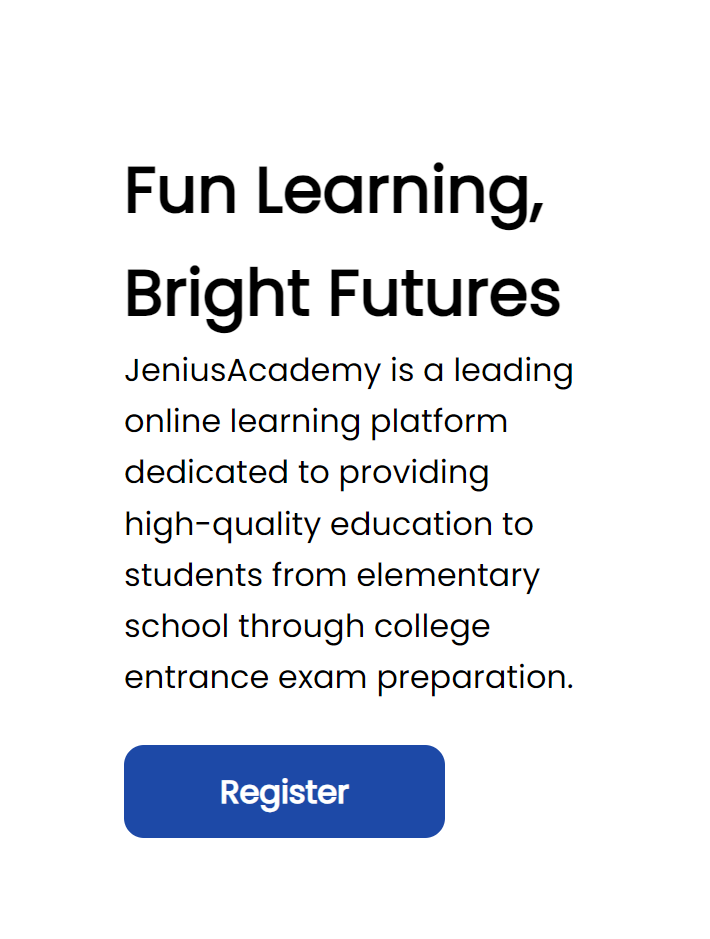 Fun Learning,
Bright Futures
JeniusAcademy is a leading
online learning platform
dedicated to providing
high-quality education to
students from elementary
school through college
entrance exam preparation.
Register